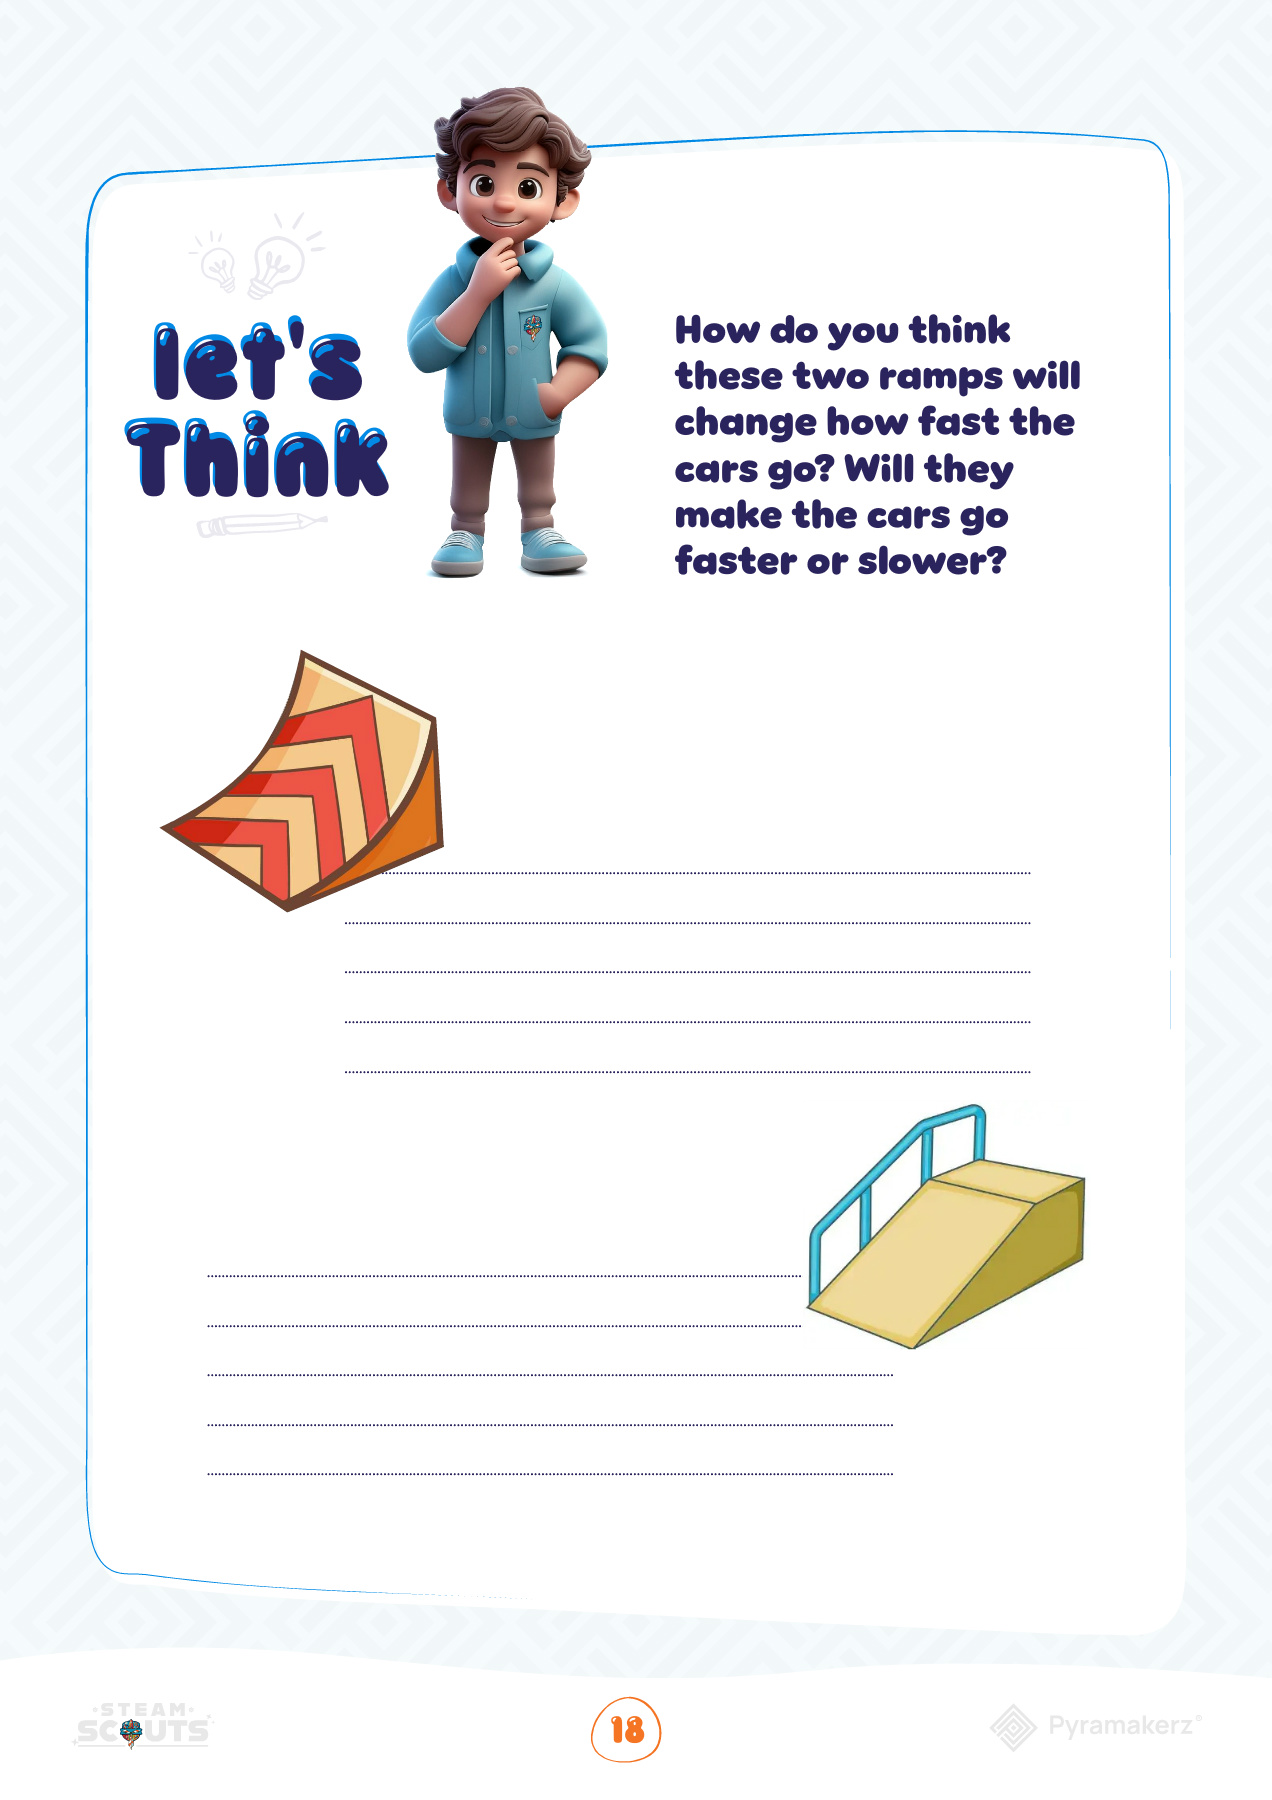 let's
Think
How do you think
these two ramps will
change how fast the
cars go? Will they
make the cars go
faster or slower?
STEAM
SCOUTS
18
Pyramakerz